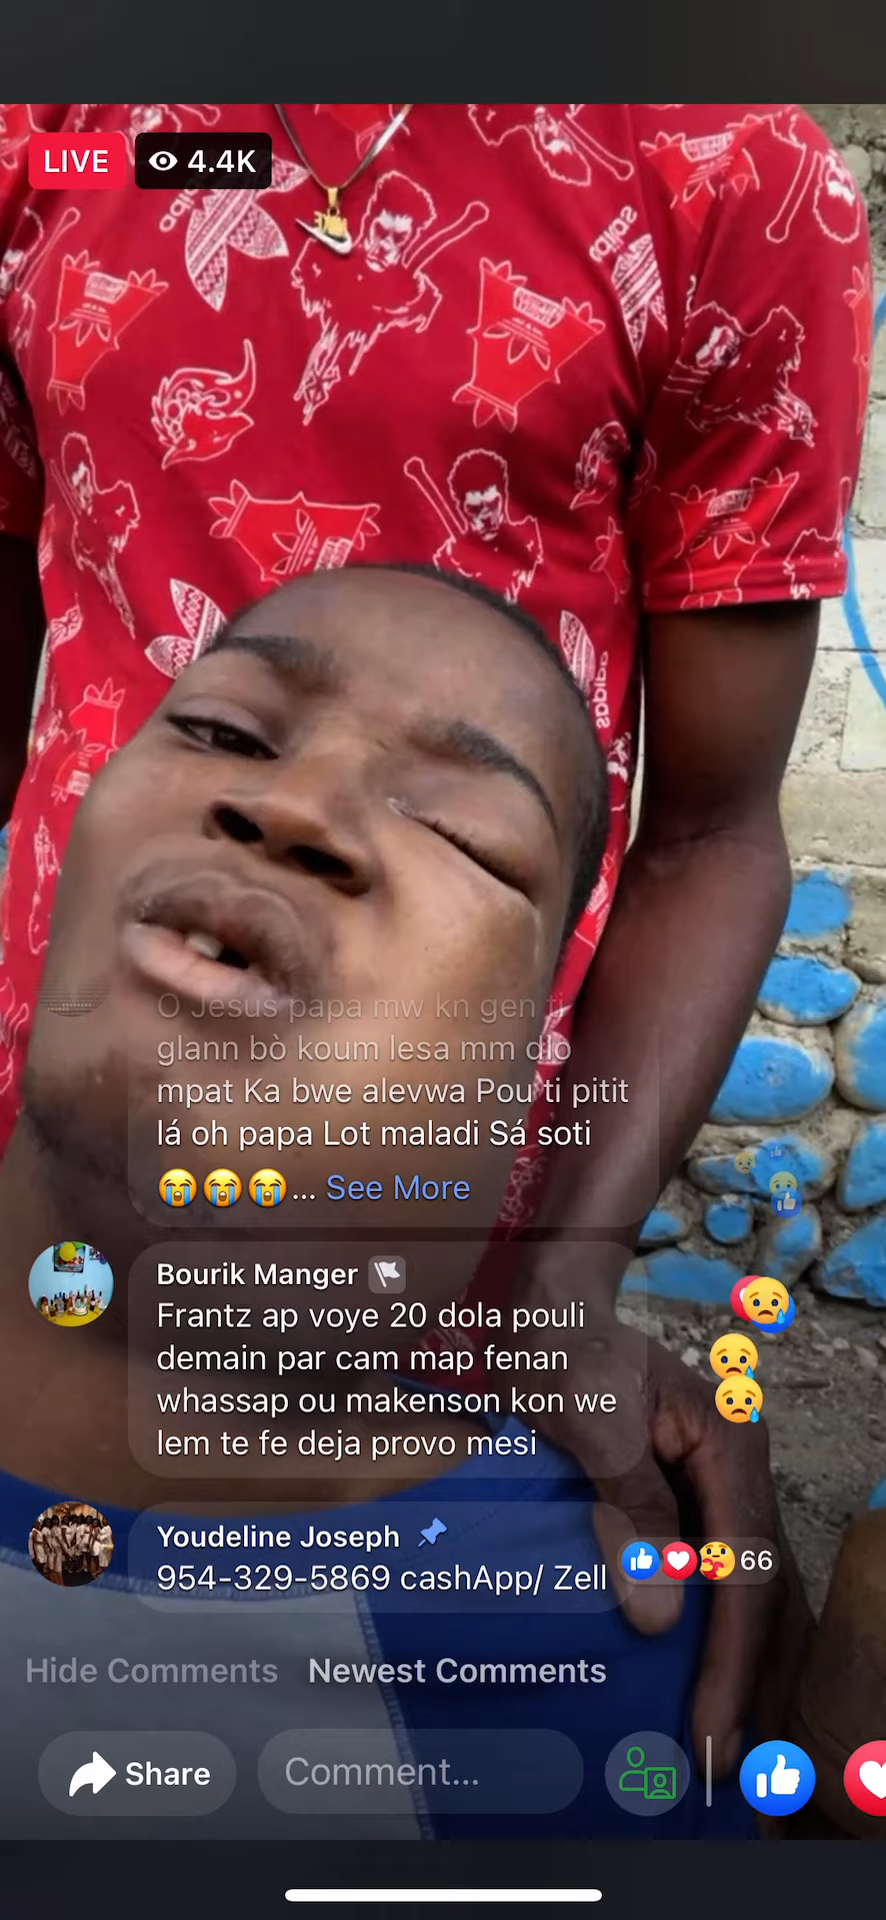 LIVE
4.4K
adidas
O Jesus papa mw kn gen ti
glann bò koum lesa mm dlo
mpat Ka bwe alevwa Pou ti pitit
lá oh papa Lot maladi Sá soti
😭😭😭... See More
Bourik Manger
Frantz ap voye 20 dola pouli
demain par cam map fenan
whassap ou makenson kon we
lem te fe deja provo mesi
Youdeline Joseph
954-329-5869 cashApp/ Zell
66
Hide Comments Newest Comments
Share
Comment...